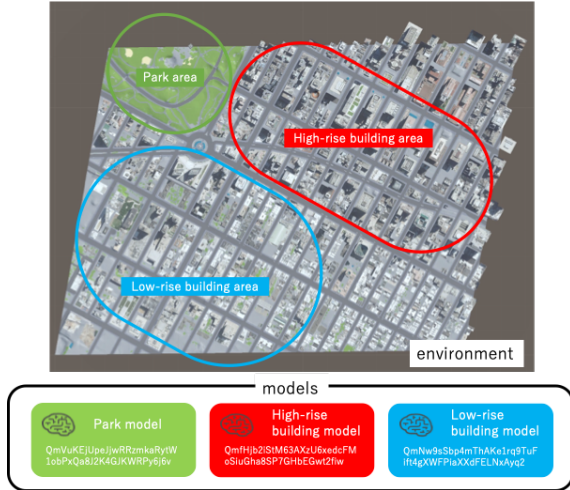 Park area
High-rise building area
Low-rise building area
environment
models
Park model
QmVuKEjUpeJjwRRzmkaRytW
1obPxQa8J2K4GJKWRPy6j6v
High-rise
building model
QmfHjb2iStM63AXzU6xedcFM
oSiuGha8SP7GHbEGwt2fiw
Low-rise
building model
QmNw9sSbp4mThAKe1rq9TuF
ift4gXWFPiaXXdFELNxAyq2